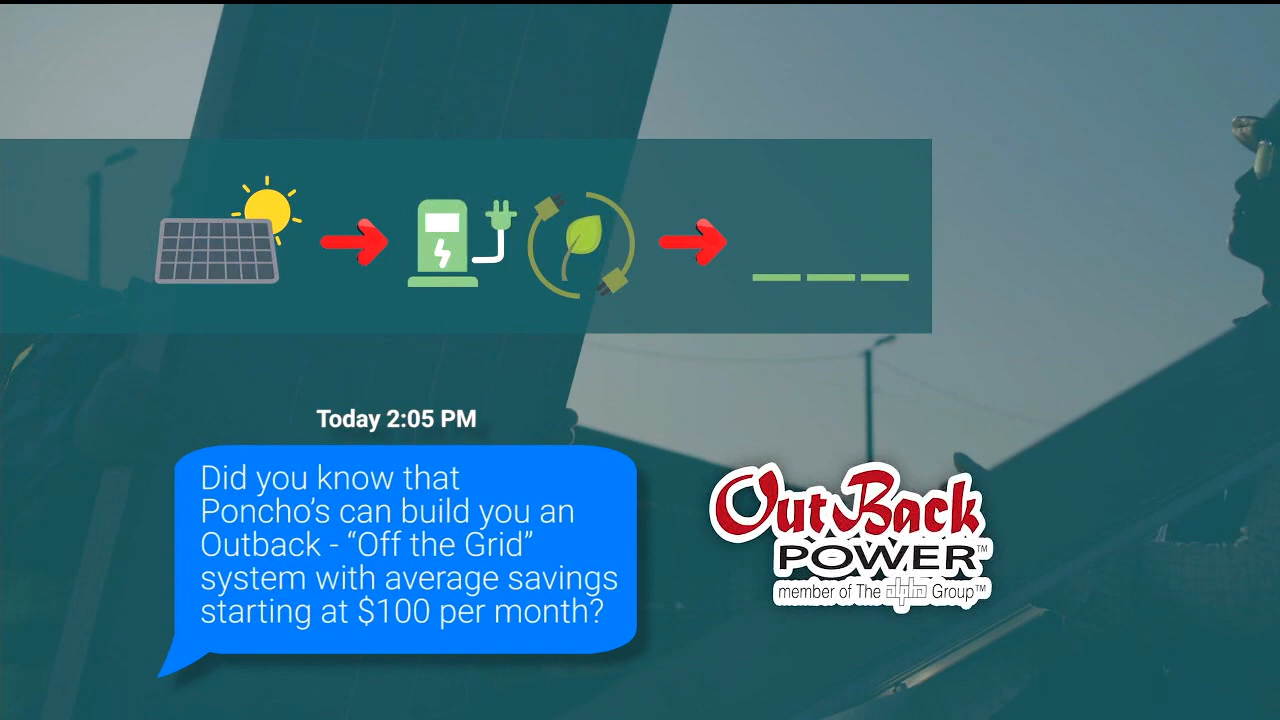 Today 2:05 PM
Did you know that
Poncho’s can build you an
Outback - “Off the Grid”
system with average savings
starting at $100 per month?
OutBack
POWER™
member of The alpha Group™